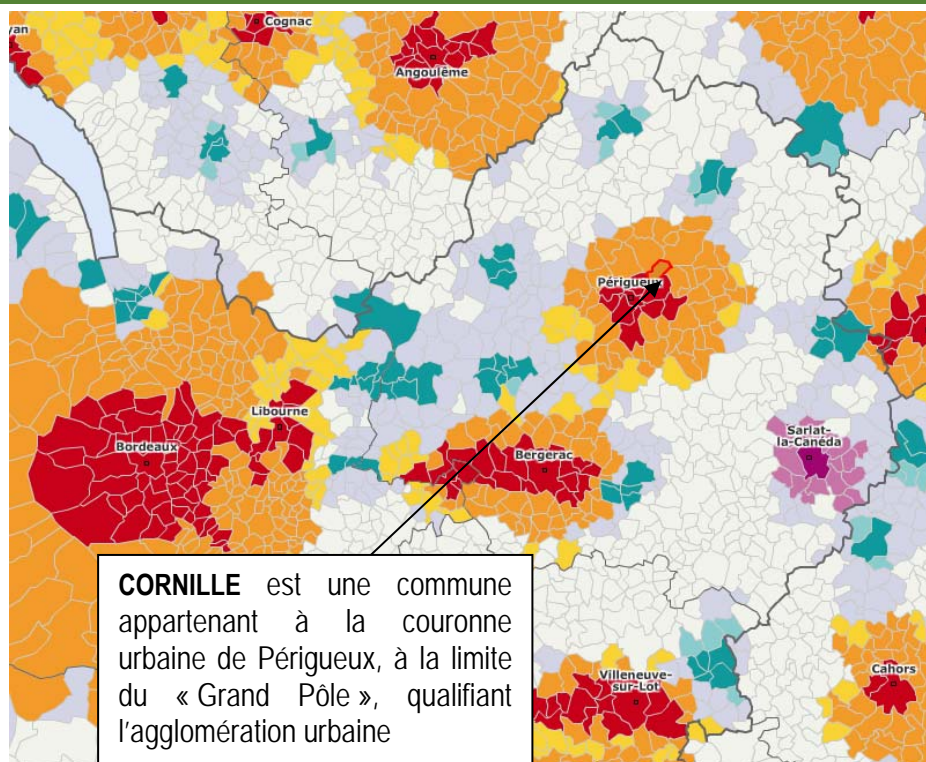 yan
Cognac
Angoulême
Périgueux
Libourne
Bordeaux
Bergerac
Sarlat-
la-Canéda
CORNILLE est une commune
appartenant à la couronne
urbaine de Périgueux, à la limite
du « Grand Pôle », qualifiant
l'agglomération urbaine
Villeneuve-
sur-Lot
Cahors